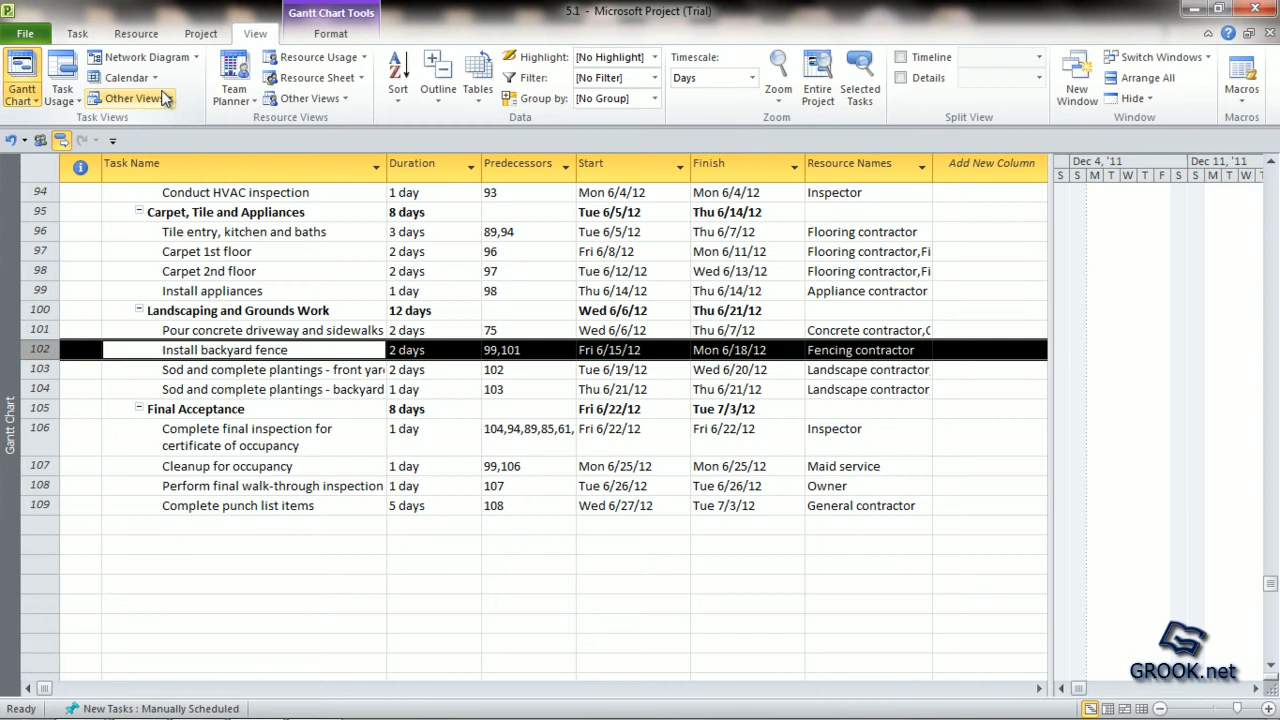 Gantt Chart Tools
5.1 - Microsoft Project (Trial)
File Task Resource Project View Format
Gantt Chart
Task Usage
Network Diagram
Calendar
Other Views
Task Views
Team Planner
Resource Usage
Resource Sheet
Other Views
Resource Views
Sort
Outline
Tables
Highlight: [No Highlight]
Filter: [No Filter]
Group by: [No Group]
Data
Timescale:
Days
Zoom
Entire Project
Selected Tasks
Zoom
Timeline
Details
Split View
New Window
Switch Windows
Arrange All
Hide
Window
Macros
Macros
Task Name Duration Predecessors Start Finish Resource Names Add New Column
Dec 4, '11 Dec 11, '11
S S M T W T F S S M T W T
94 Conduct HVAC inspection 1 day 93 Mon 6/4/12 Mon 6/4/12 Inspector
95 Carpet, Tile and Appliances 8 days Tue 6/5/12 Thu 6/14/12
96 Tile entry, kitchen and baths 3 days 89,94 Tue 6/5/12 Thu 6/7/12 Flooring contractor
97 Carpet 1st floor 2 days 96 Fri 6/8/12 Mon 6/11/12 Flooring contractor,Fi
98 Carpet 2nd floor 2 days 97 Tue 6/12/12 Wed 6/13/12 Flooring contractor,Fi
99 Install appliances 1 day 98 Thu 6/14/12 Thu 6/14/12 Appliance contractor
100 Landscaping and Grounds Work 12 days Wed 6/6/12 Thu 6/21/12
101 Pour concrete driveway and sidewalks 2 days 75 Wed 6/6/12 Thu 6/7/12 Concrete contractor,C
102 Install backyard fence 2 days 99,101 Fri 6/15/12 Mon 6/18/12 Fencing contractor
103 Sod and complete plantings - front yar 2 days 102 Tue 6/19/12 Wed 6/20/12 Landscape contractor
104 Sod and complete plantings - backyard 1 day 103 Thu 6/21/12 Thu 6/21/12 Landscape contractor
105 Final Acceptance 8 days Fri 6/22/12 Tue 7/3/12
106 Complete final inspection for 1 day 104,94,89,85,61, Fri 6/22/12 Fri 6/22/12 Inspector
certificate of occupancy
107 Cleanup for occupancy 1 day 99,106 Mon 6/25/12 Mon 6/25/12 Maid service
108 Perform final walk-through inspection 1 day 107 Tue 6/26/12 Tue 6/26/12 Owner
109 Complete punch list items 5 days 108 Wed 6/27/12 Tue 7/3/12 General contractor
Gantt Chart
GROOK.net
Ready New Tasks : Manually Scheduled